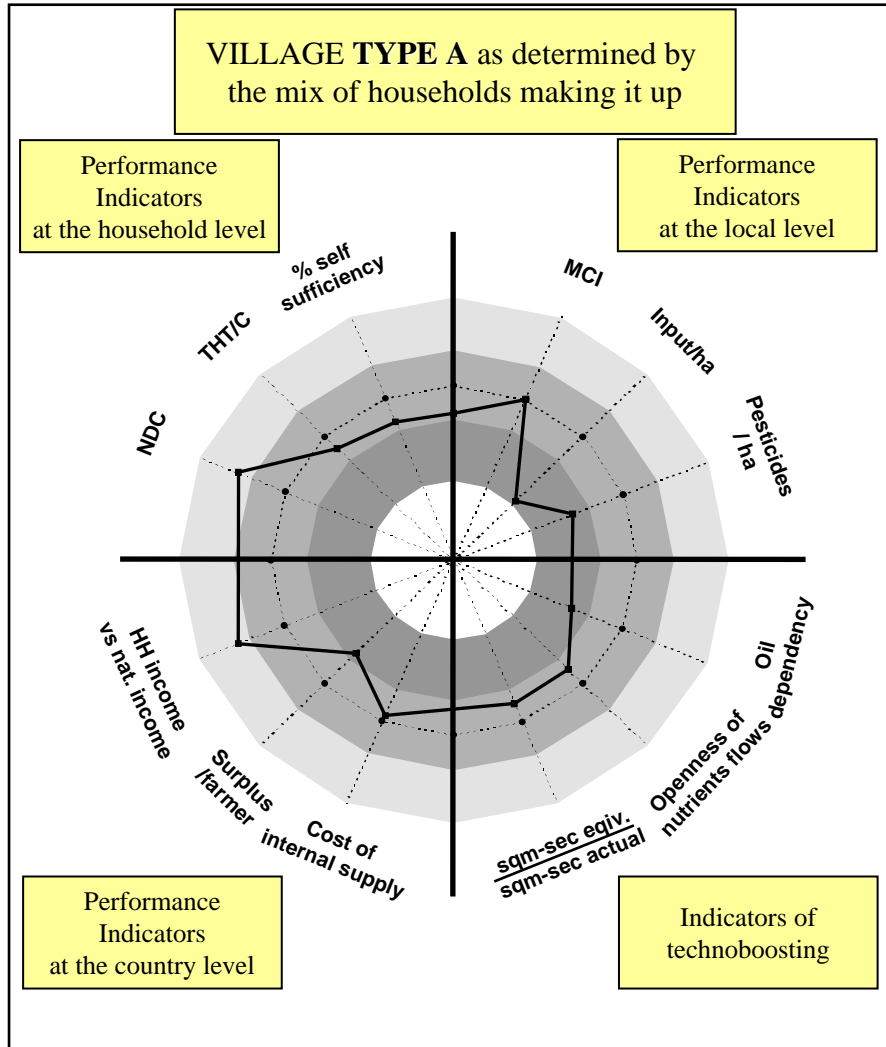 VILLAGE TYPE A as determined by
the mix of households making it up
Performance
Indicators
at the household level
Performance
Indicators
at the local level
% self
sufficiency
THT/C
NDC
MCI
Input/ha
Pesticides
/ ha
HH income
vs nat. income
Surplus
/farmer
Cost of
internal supply
sqm-sec eqiv.
sqm-sec actual
Openness of
nutrients flows
Oil
dependency
Performance
Indicators
at the country level
Indicators of
technoboosting